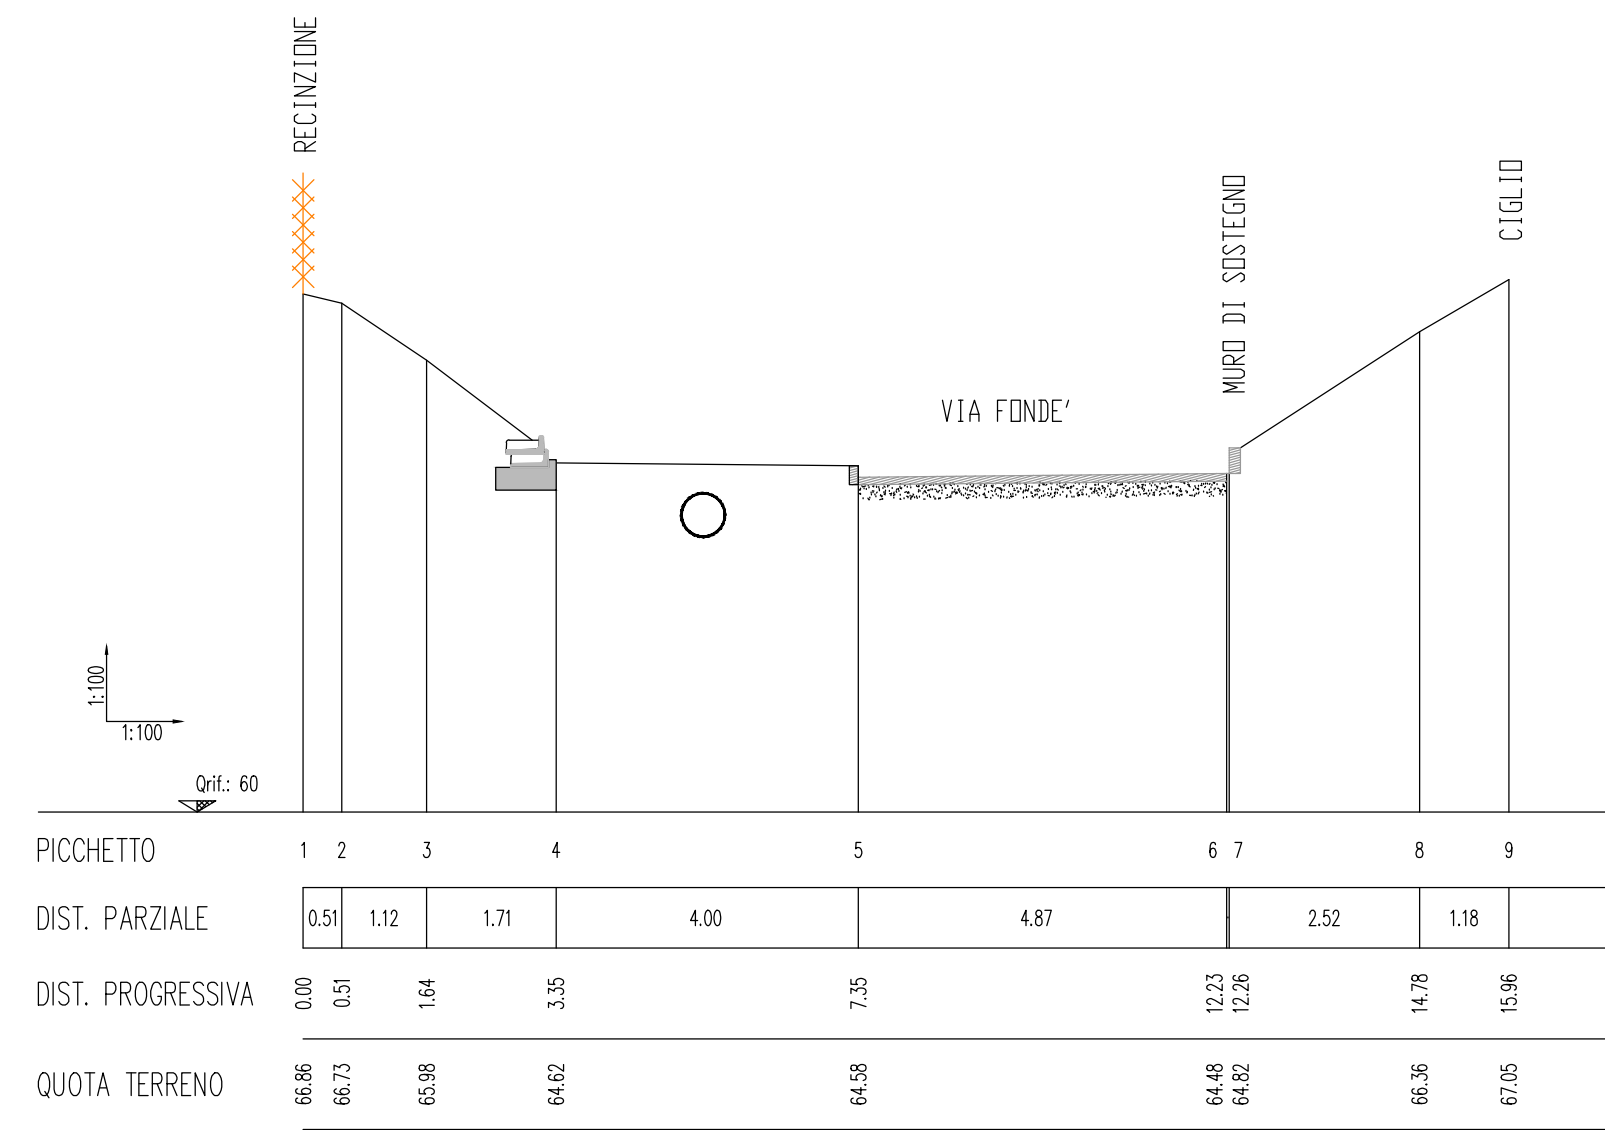 RECINZIONE
CIGLIO
MURO DI SOSTEGNO
VIA FONDE'
1:100
1:100
Qrif.: 60
PICCHETTO 1 2 3 4 5 6 7 8 9
DIST. PARZIALE 0.51 1.12 1.71 4.00 4.87 2.52 1.18
DIST. PROGRESSIVA 0.00 0.51 1.64 3.35 7.35 12.23 12.26 14.78 15.96
QUOTA TERRENO 66.86 66.73 65.98 64.62 64.58 64.48 64.82 66.36 67.05